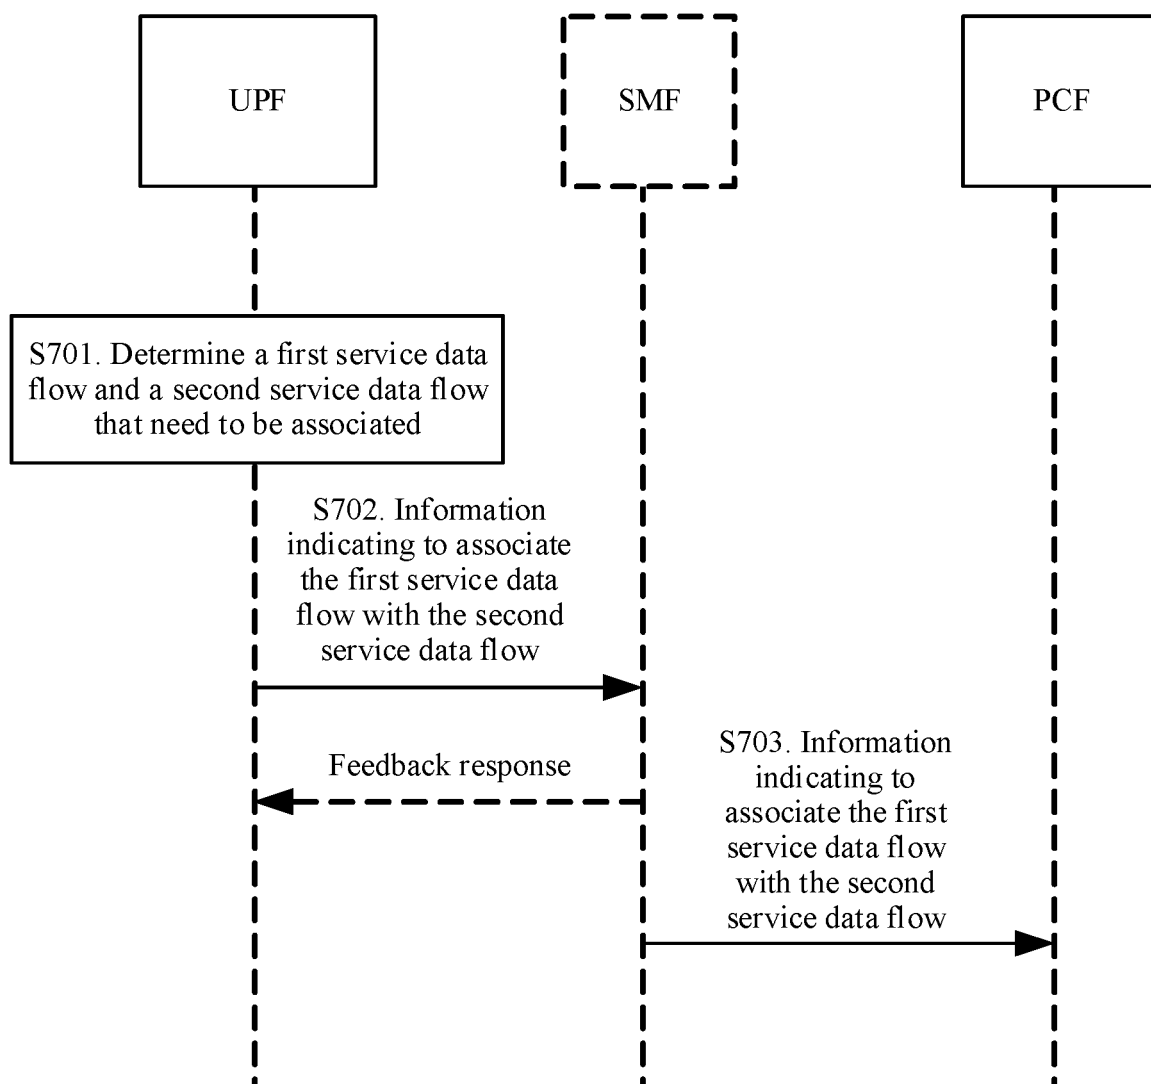 UPF
SMF
PCF
S701. Determine a first service data
flow and a second service data flow
that need to be associated
S702. Information
indicating to associate
the first service data
flow with the second
service data flow
Feedback response
S703. Information
indicating to
associate the first
service data flow
with the second
service data flow